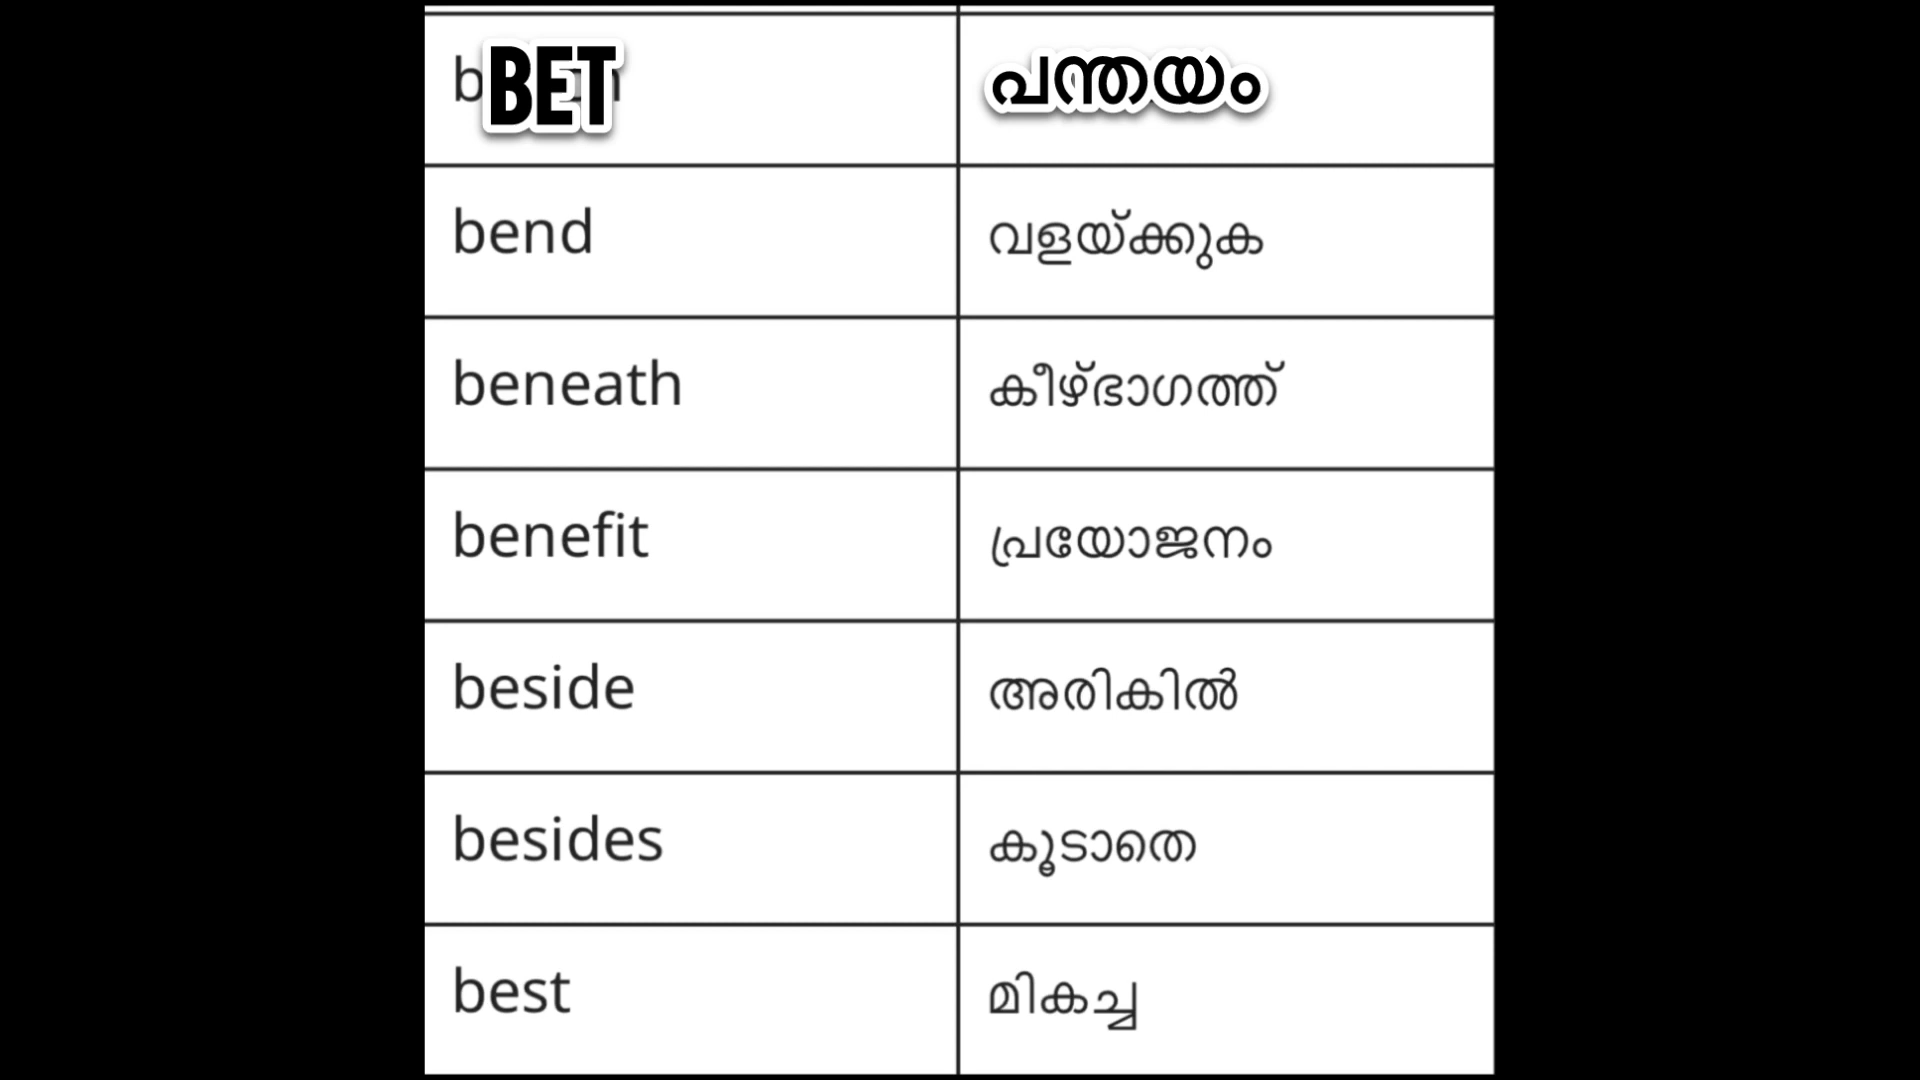 BET പന്തയം
bend വളയ്ക്കുക
beneath കീഴ്ഭാഗത്ത്
benefit പ്രയോജനം
beside അരികിൽ
besides കൂടാതെ
best മികച്ച